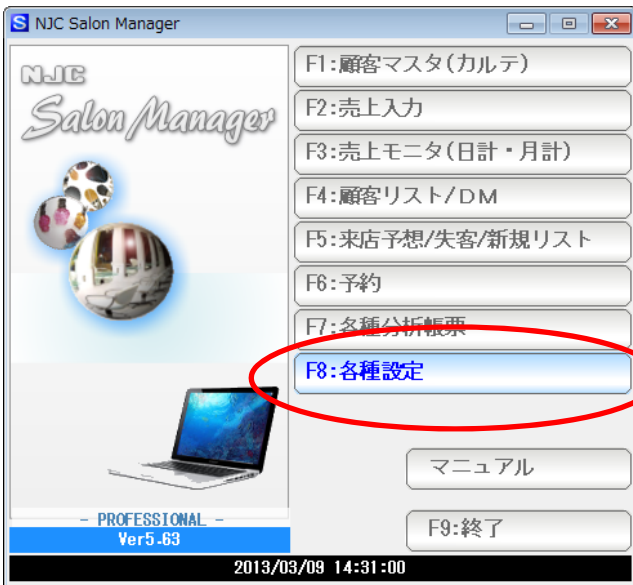 NJC Salon Manager
NJC
Salon Manager
F1:顧客マスタ(カルテ)
F2:売上入力
F3:売上モニタ(日計・月計)
F4:顧客リスト/DM
F5:来店予想/失客/新規リスト
F6:予約
F7:各種分析帳票
F8:各種設定
マニュアル
F9:終了
- PROFESSIONAL -
Ver5.63
2013/03/09 14:31:00